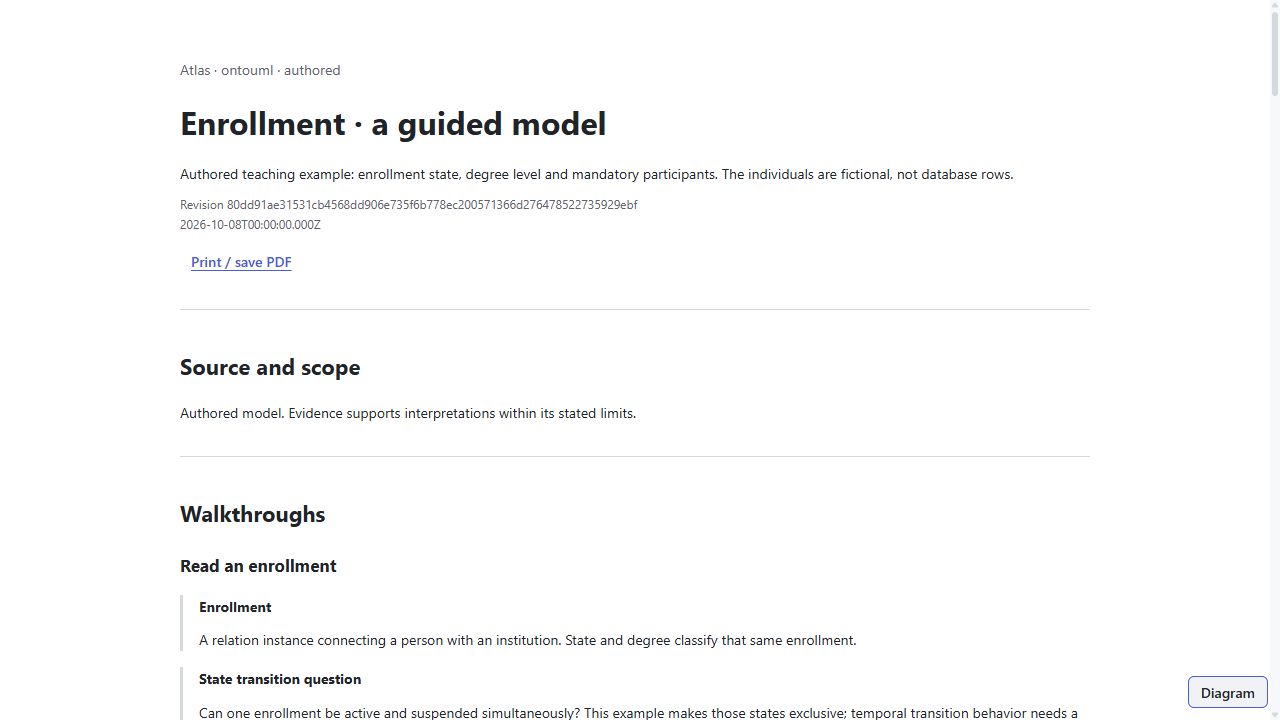 Atlas · ontouml · authored
Enrollment · a guided model
Authored teaching example: enrollment state, degree level and mandatory participants. The individuals are fictional, not database rows.
Revision 80dd91ae31531cb4568dd906e735f6b778ec200571366d276478522735929ebf
2026-10-08T00:00:00.000Z
Print / save PDF
Source and scope
Authored model. Evidence supports interpretations within its stated limits.
Walkthroughs
Read an enrollment
Enrollment
A relation instance connecting a person with an institution. State and degree classify that same enrollment.
State transition question
Can one enrollment be active and suspended simultaneously? This example makes those states exclusive; temporal transition behavior needs a
Diagram